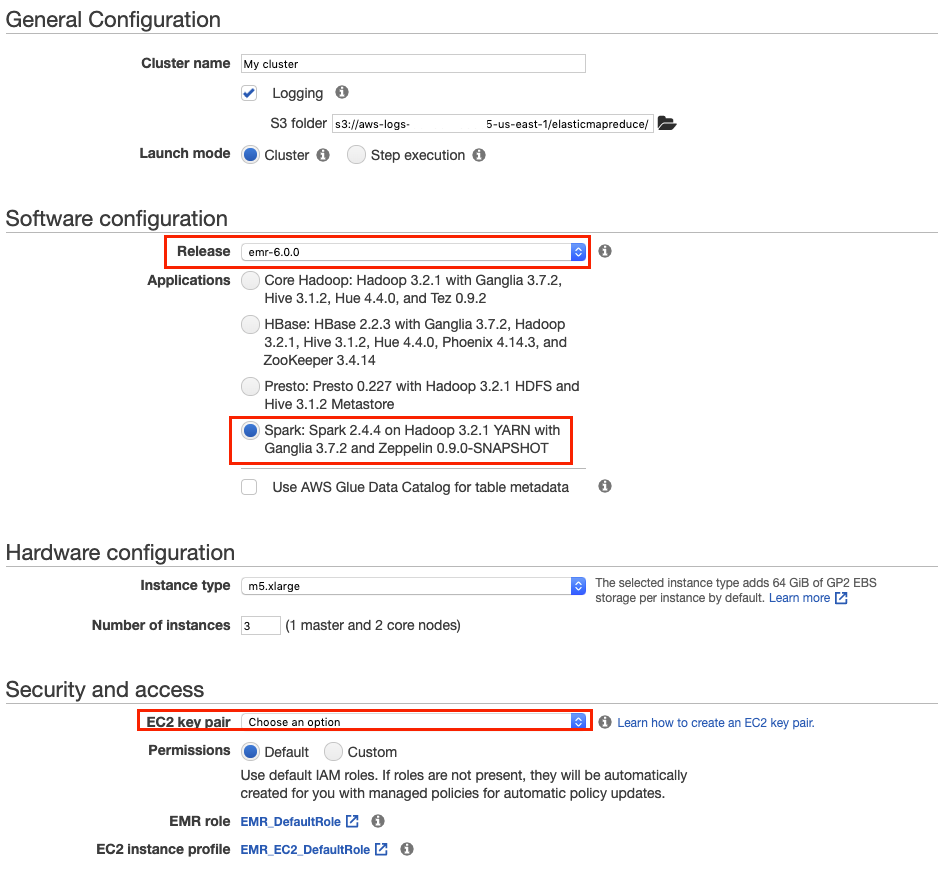 General Configuration
Cluster name My cluster
Logging
S3 folder s3://aws-logs- 5-us-east-1/elasticmapreduce/
Launch mode Cluster Step execution
Software configuration
Release emr-6.0.0
Applications Core Hadoop: Hadoop 3.2.1 with Ganglia 3.7.2,
Hive 3.1.2, Hue 4.4.0, and Tez 0.9.2
HBase: HBase 2.2.3 with Ganglia 3.7.2, Hadoop
3.2.1, Hive 3.1.2, Hue 4.4.0, Phoenix 4.14.3, and
ZooKeeper 3.4.14
Presto: Presto 0.227 with Hadoop 3.2.1 HDFS and
Hive 3.1.2 Metastore
Spark: Spark 2.4.4 on Hadoop 3.2.1 YARN with
Ganglia 3.7.2 and Zeppelin 0.9.0-SNAPSHOT
Use AWS Glue Data Catalog for table metadata
Hardware configuration
Instance type m5.xlarge The selected instance type adds 64 GiB of GP2 EBS
storage per instance by default. Learn more
Number of instances 3 (1 master and 2 core nodes)
Security and access
EC2 key pair Choose an option Learn how to create an EC2 key pair.
Permissions Default Custom
Use default IAM roles. If roles are not present, they will be automatically
created for you with managed policies for automatic policy updates.
EMR role EMR_DefaultRole
EC2 instance profile EMR_EC2_DefaultRole